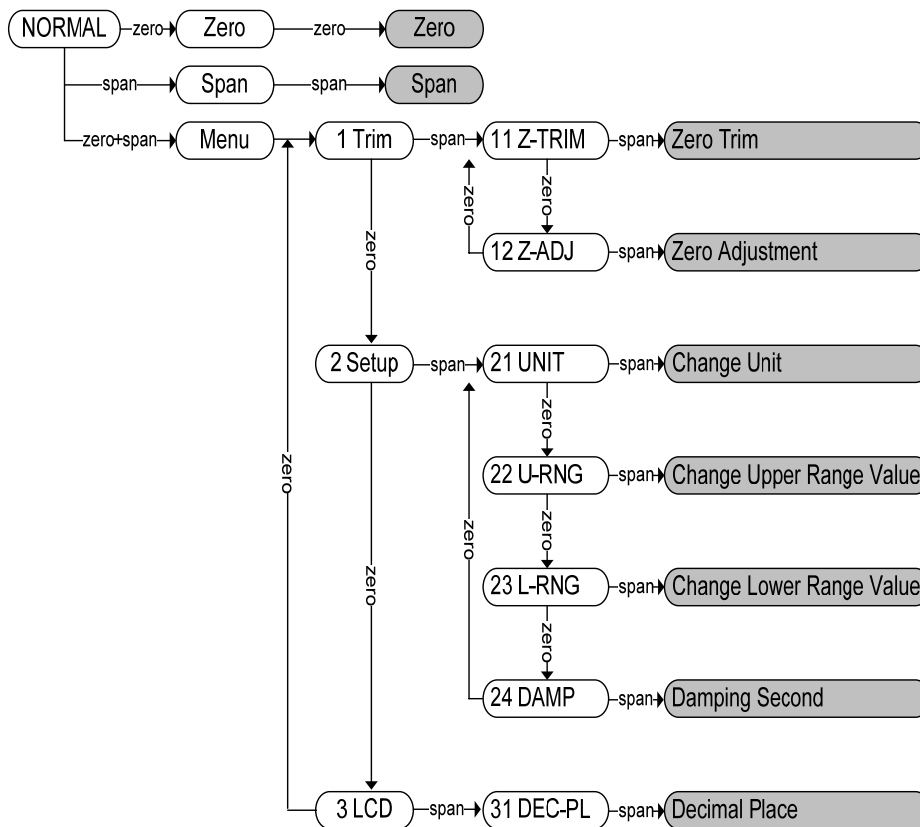 NORMAL zero Zero zero Zero
span Span span Span
zero+span Menu 1 Trim span 11 Z-TRIM span Zero Trim
zero
zero
zero
12 Z-ADJ span Zero Adjustment
2 Setup span 21 UNIT span Change Unit
zero
22 U-RNG span Change Upper Range Value
zero
zero
zero
zero
23 L-RNG span Change Lower Range Value
zero
24 DAMP span Damping Second
3 LCD span 31 DEC-PL span Decimal Place